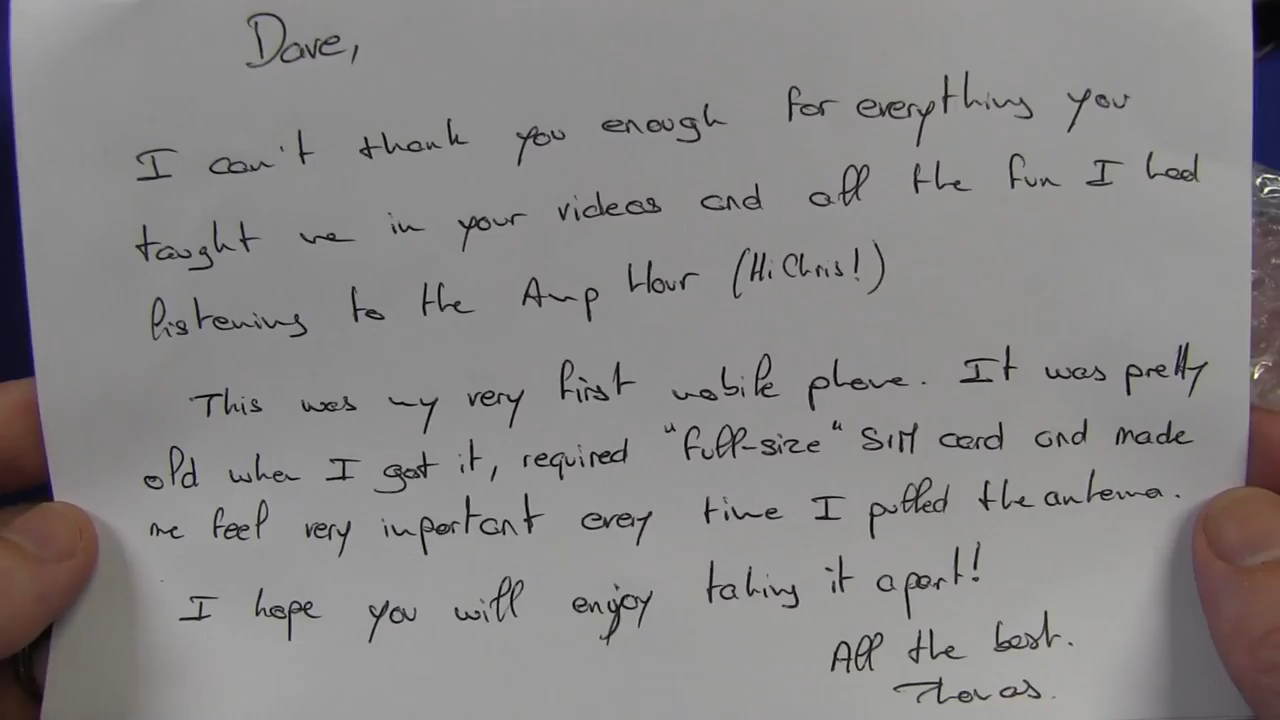 Dave,
I can't thank you enough for everything you
taught me in your videos and all the fun I had
listening to the Amp Hour (Hi Chris!)
This was my very first mobile phone. It was pretty
old when I got it, required "full-size" SIM card and made
me feel very important every time I pulled the antenna.
I hope you will enjoy taking it apart!
All the best.
Thomas.